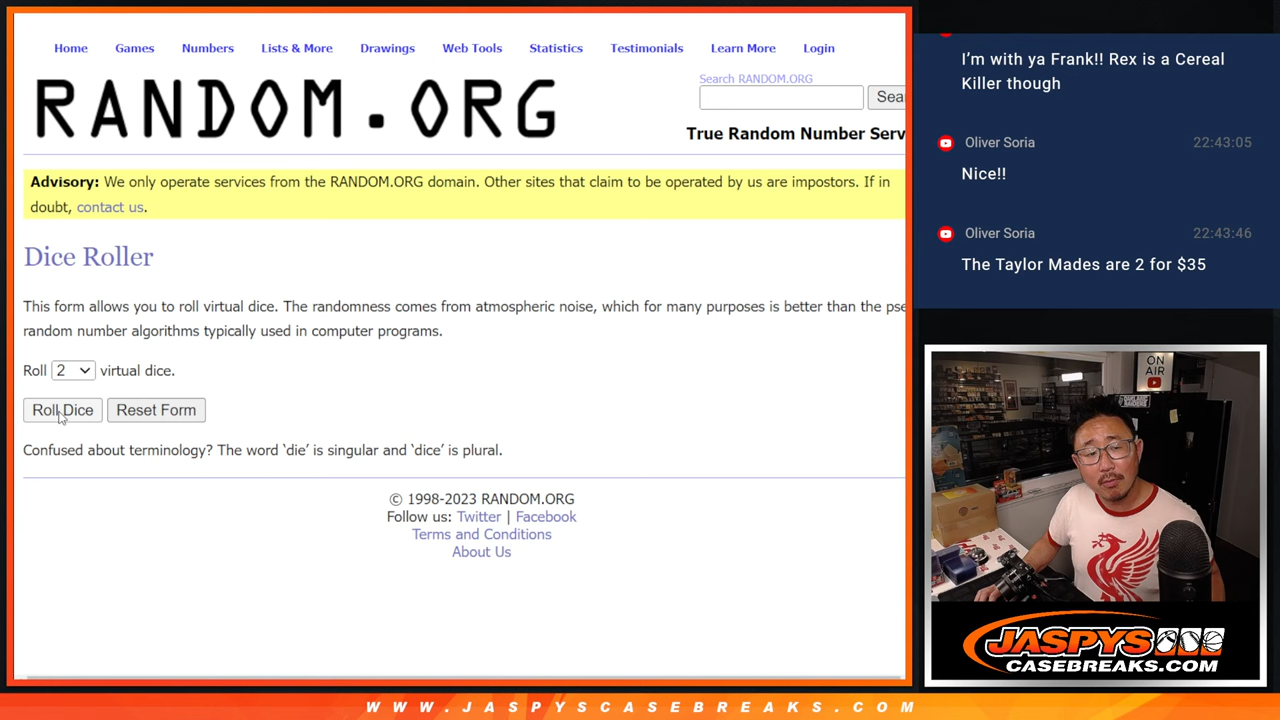 Home Games Numbers Lists & More Drawings Web Tools Statistics Testimonials Learn More Login
RANDOM.ORG
Search RANDOM.ORG
Sea
True Random Number Serv
Advisory: We only operate services from the RANDOM.ORG domain. Other sites that claim to be operated by us are impostors. If in
doubt, contact us.
Dice Roller
This form allows you to roll virtual dice. The randomness comes from atmospheric noise, which for many purposes is better than the pse
random number algorithms typically used in computer programs.
Roll 2 virtual dice.
Roll Dice Reset Form
Confused about terminology? The word ‘die’ is singular and ‘dice’ is plural.
© 1998-2023 RANDOM.ORG
Follow us: Twitter | Facebook
Terms and Conditions
About Us
I’m with ya Frank!! Rex is a Cereal
Killer though
Oliver Soria 22:43:05
Nice!!
Oliver Soria 22:43:46
The Taylor Mades are 2 for $35
ON
AIR
JASPYS
CASEBREAKS.COM
WWW.JASPYSCASEBREAKS.COM